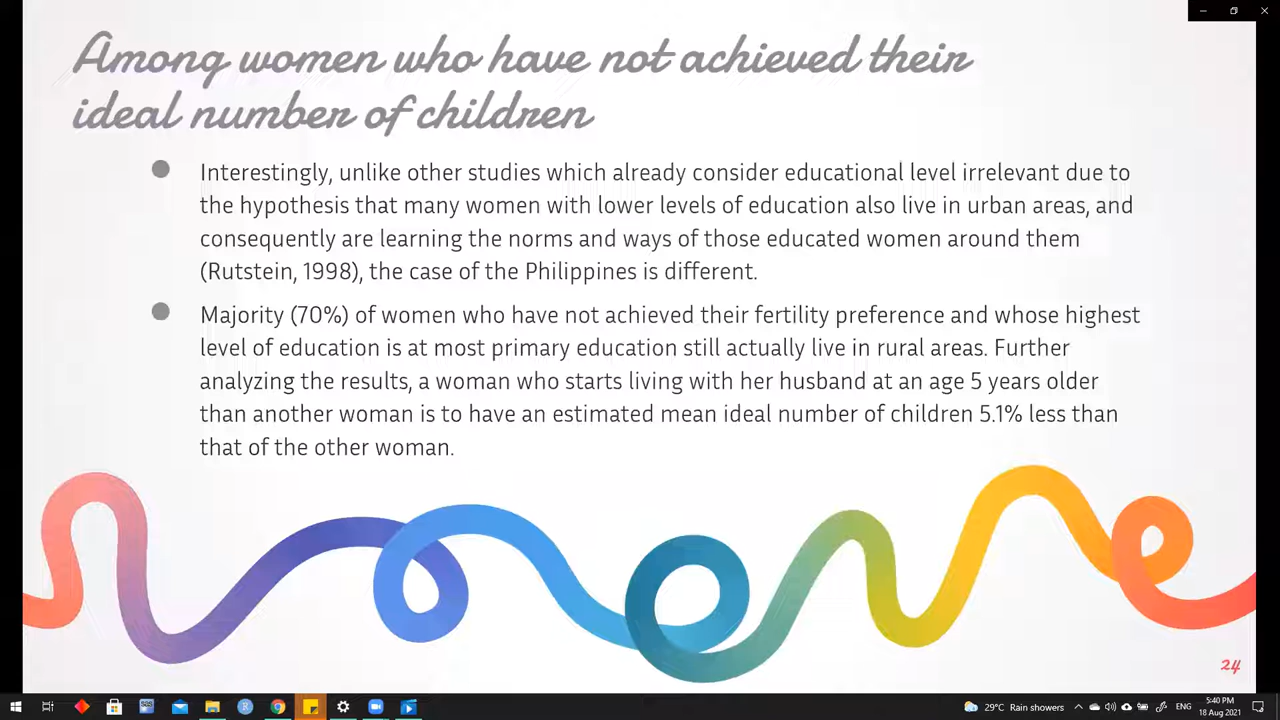 Among women who have not achieved their
ideal number of children
Interestingly, unlike other studies which already consider educational level irrelevant due to
the hypothesis that many women with lower levels of education also live in urban areas, and
consequently are learning the norms and ways of those educated women around them
(Rutstein, 1998), the case of the Philippines is different.
Majority (70%) of women who have not achieved their fertility preference and whose highest
level of education is at most primary education still actually live in rural areas. Further
analyzing the results, a woman who starts living with her husband at an age 5 years older
than another woman is to have an estimated mean ideal number of children 5.1% less than
that of the other woman.
24
29°C Rain showers
ENG
5:40 PM
18 Aug 2021